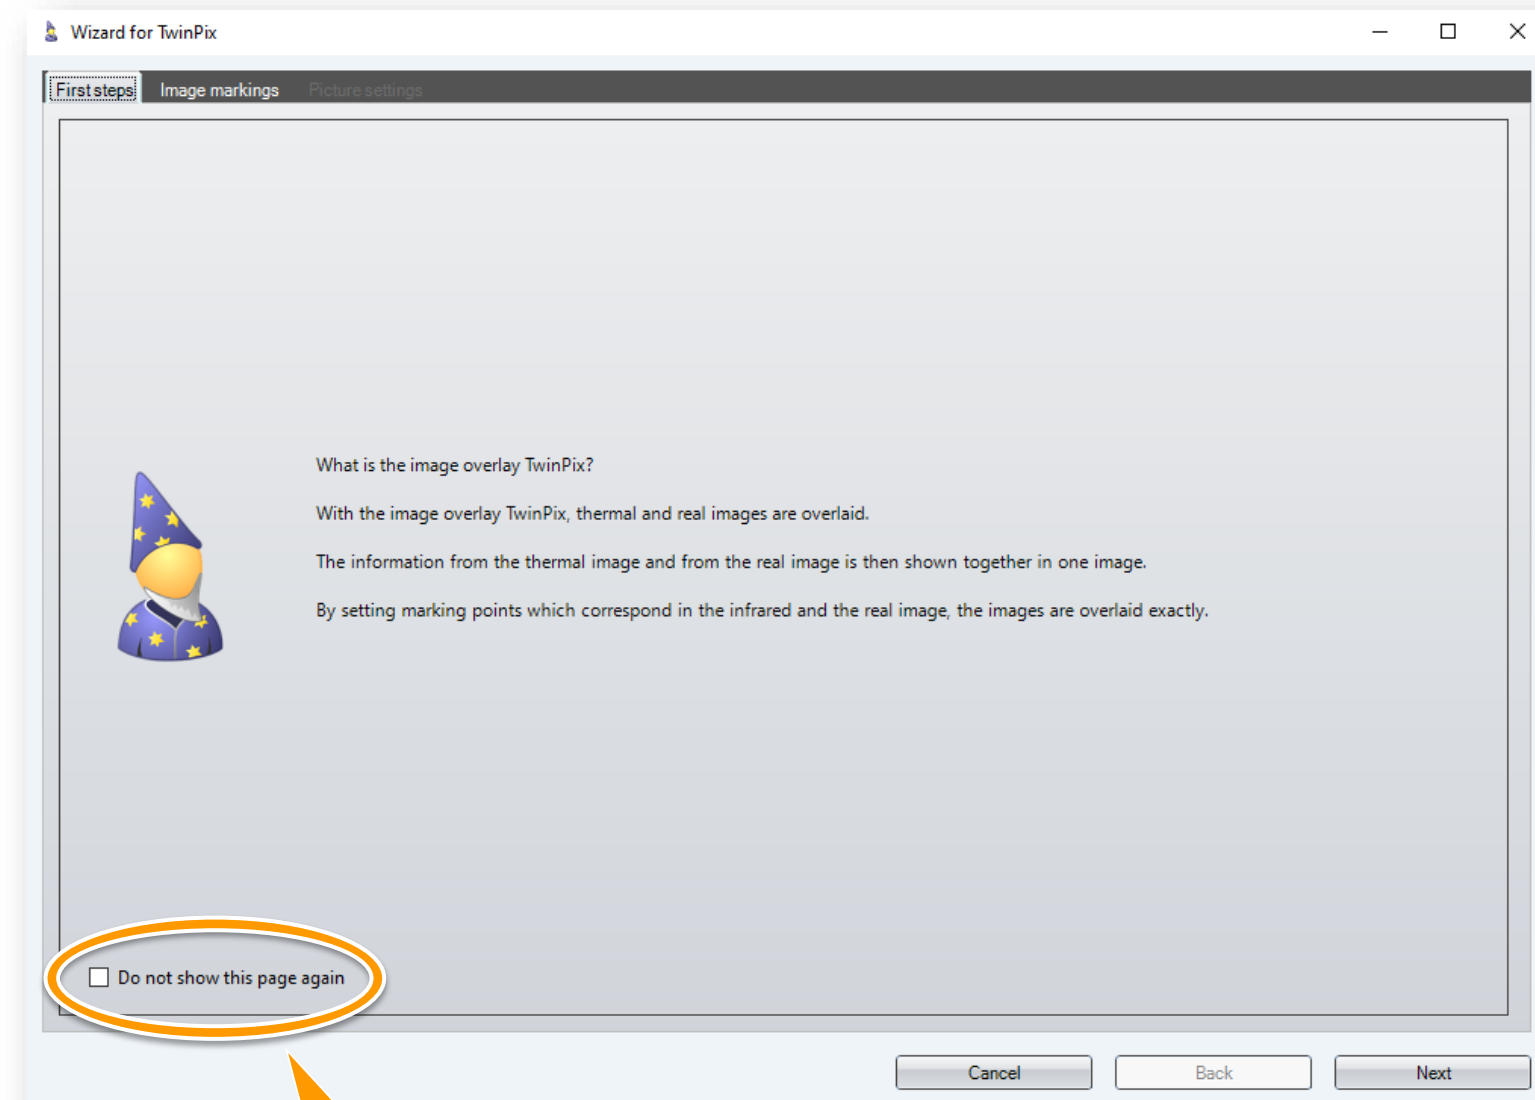 Wizard for TwinPix
First steps Image markings Picture settings
What is the image overlay TwinPix?
With the image overlay TwinPix, thermal and real images are overlaid.
The information from the thermal image and from the real image is then shown together in one image.
By setting marking points which correspond in the infrared and the real image, the images are overlaid exactly.
Do not show this page again
Cancel Back Next